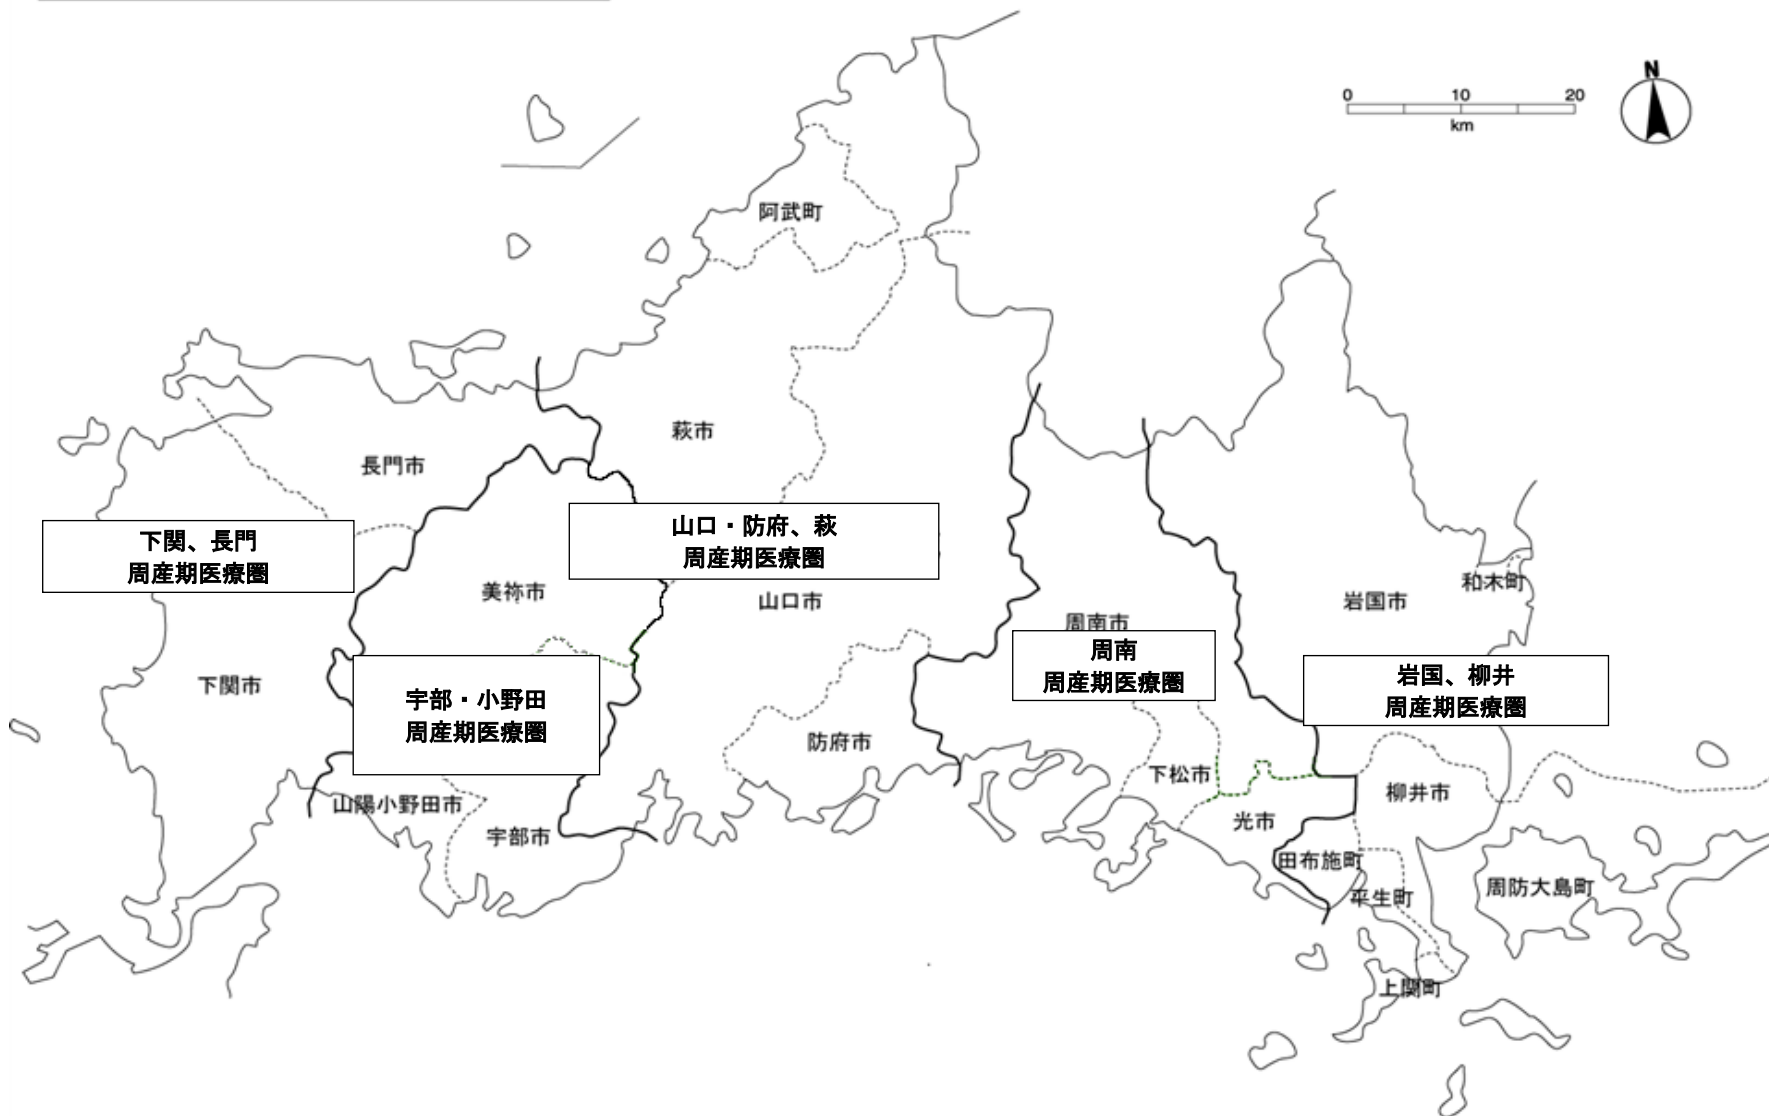 N
0 10 20
km
阿武町
萩市
長門市
下関、長門
周産期医療圏
山口・防府、萩
周産期医療圏
美祢市
山口市
岩国市
和木町
周南市
周南
周産期医療圏
下関市
宇部・小野田
周産期医療圏
岩国、柳井
周産期医療圏
防府市
下松市
柳井市
山陽小野田市
宇部市
光市
田布施町
平生町
周防大島町
上関町